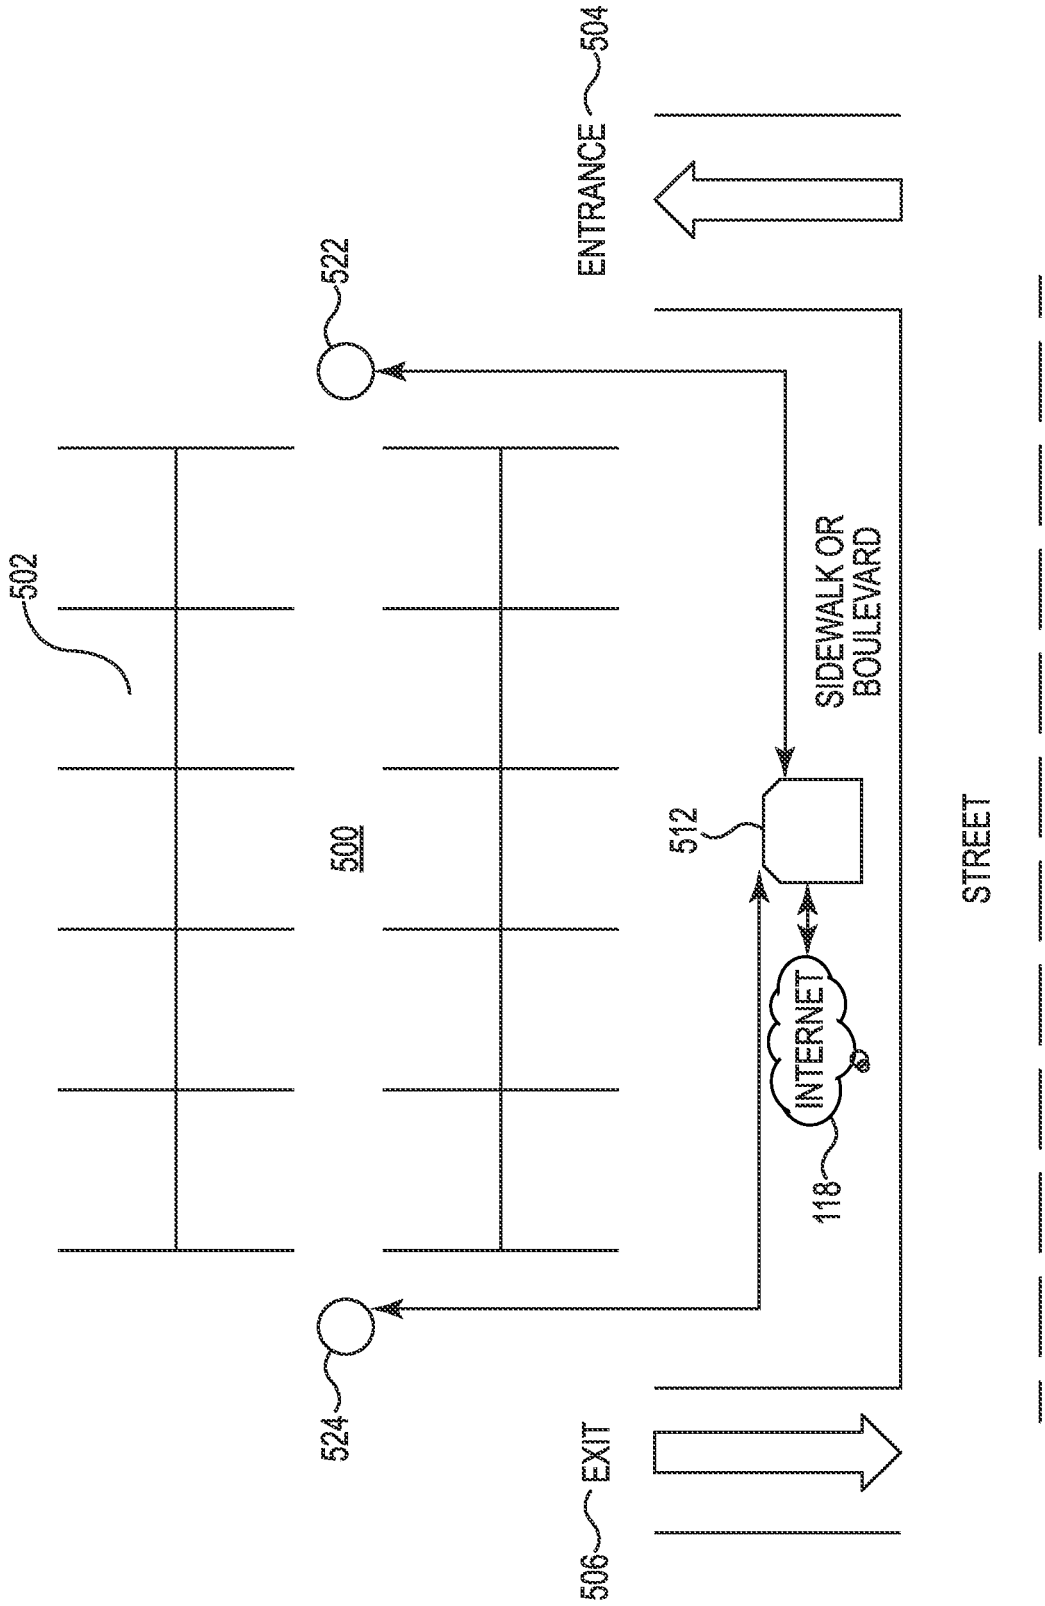 502
500
524
522
506
EXIT
ENTRANCE
504
512
118
INTERNET
SIDEWALK OR
BOULEVARD
STREET